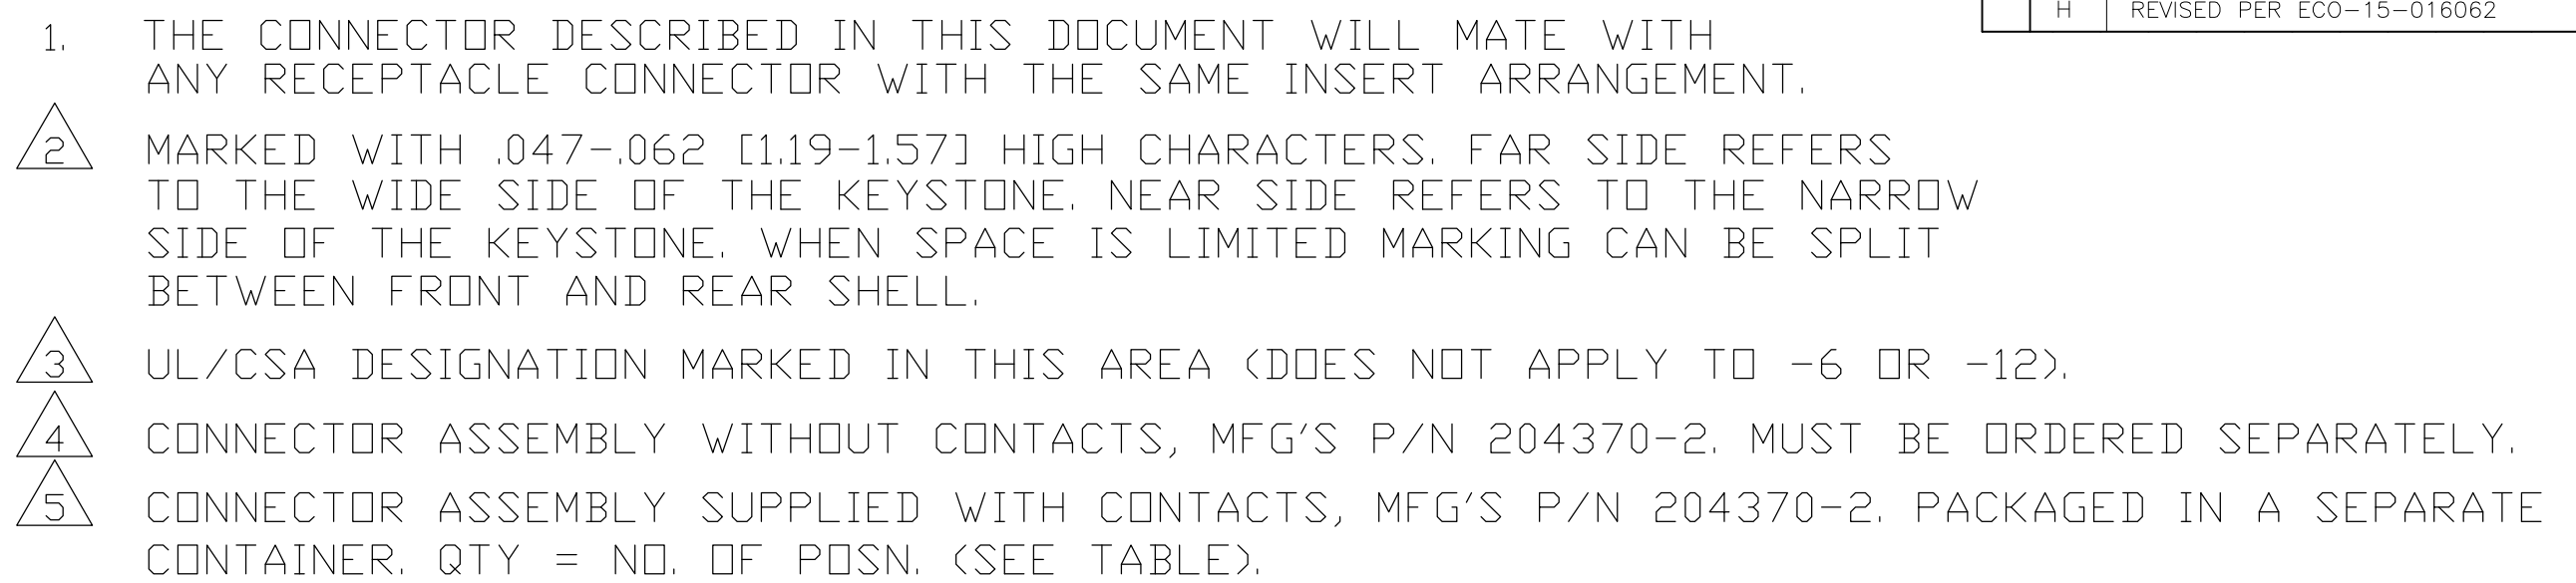 H REVISED PER ECO-15-016062
1. THE CONNECTOR DESCRIBED IN THIS DOCUMENT WILL MATE WITH
ANY RECEPTACLE CONNECTOR WITH THE SAME INSERT ARRANGEMENT.
2 MARKED WITH .047-.062 [1.19-1.57] HIGH CHARACTERS. FAR SIDE REFERS
TO THE WIDE SIDE OF THE KEYSTONE. NEAR SIDE REFERS TO THE NARROW
SIDE OF THE KEYSTONE. WHEN SPACE IS LIMITED MARKING CAN BE SPLIT
BETWEEN FRONT AND REAR SHELL.
3 UL/CSA DESIGNATION MARKED IN THIS AREA (DOES NOT APPLY TO -6 OR -12).
4 CONNECTOR ASSEMBLY WITHOUT CONTACTS, MFG'S P/N 204370-2. MUST BE ORDERED SEPARATELY.
5 CONNECTOR ASSEMBLY SUPPLIED WITH CONTACTS, MFG'S P/N 204370-2. PACKAGED IN A SEPARATE
CONTAINER. QTY = NO. OF POSN. (SEE TABLE).